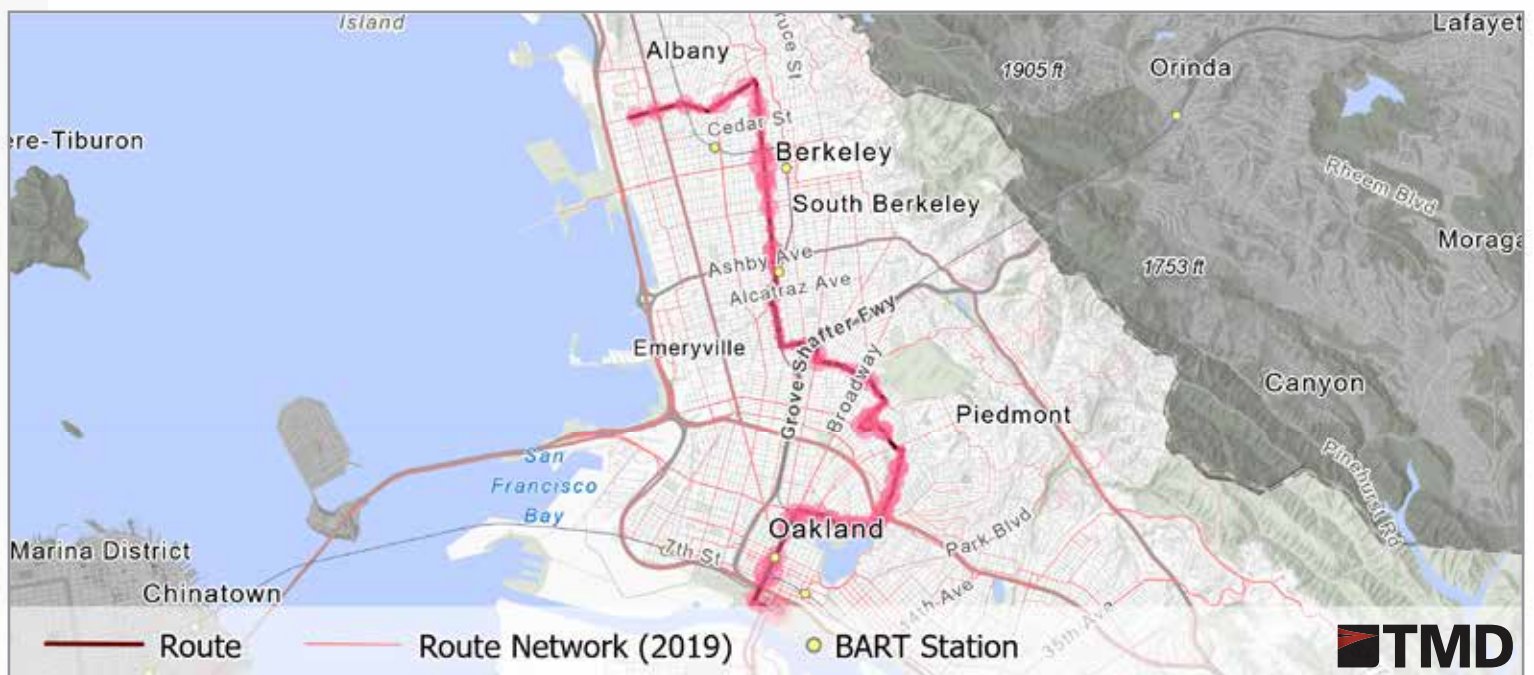 Island
Albany
ruce St
Lafayet
1905 ft
Orinda
Cedar St
ere-Tiburon
Berkeley
Rheem Blvd
South Berkeley
Moraga
Ashby Ave
1753 ft
Alcatraz Ave
Grove-Shafter Fwy
Emeryville
Broadway
Canyon
Piedmont
San
Francisco
Bay
Pinehurst Rd
Oakland
Park Blvd
Marina District
7th St
Chinatown
14th Ave
35th Ave
Route
Route Network (2019)
BART Station
TMD